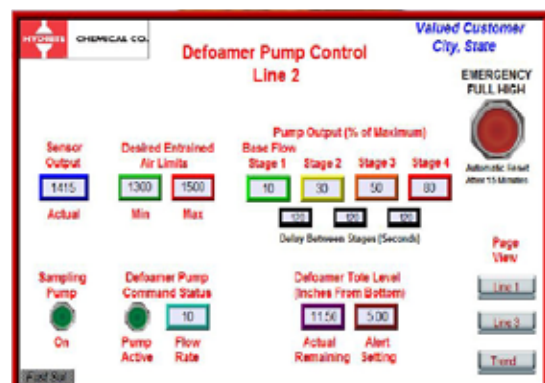 HYDRITE CHEMICAL CO.
Valued Customer
City, State
Defoamer Pump Control
Line 2
EMERGENCY
FULL HIGH
Automatic Reset
After 15 Minutes
Sensor
Output
1415
Actual
Desired Entrained
Air Limits
1300 1500
Min Max
Pump Output (% of Maximum)
Base Flow
Stage 1 Stage 2 Stage 3 Stage 4
10 30 50 80
120 120 120
Delay Between Stages (Seconds)
Page
View
Line 1
Line 3
Trend
Sampling
Pump
On
Defoamer Pump
Command Status
10
Pump
Active
Flow
Rate
Defoamer Tote Level
(Inches From Bottom)
11.50 5.00
Actual
Remaining
Alert
Setting